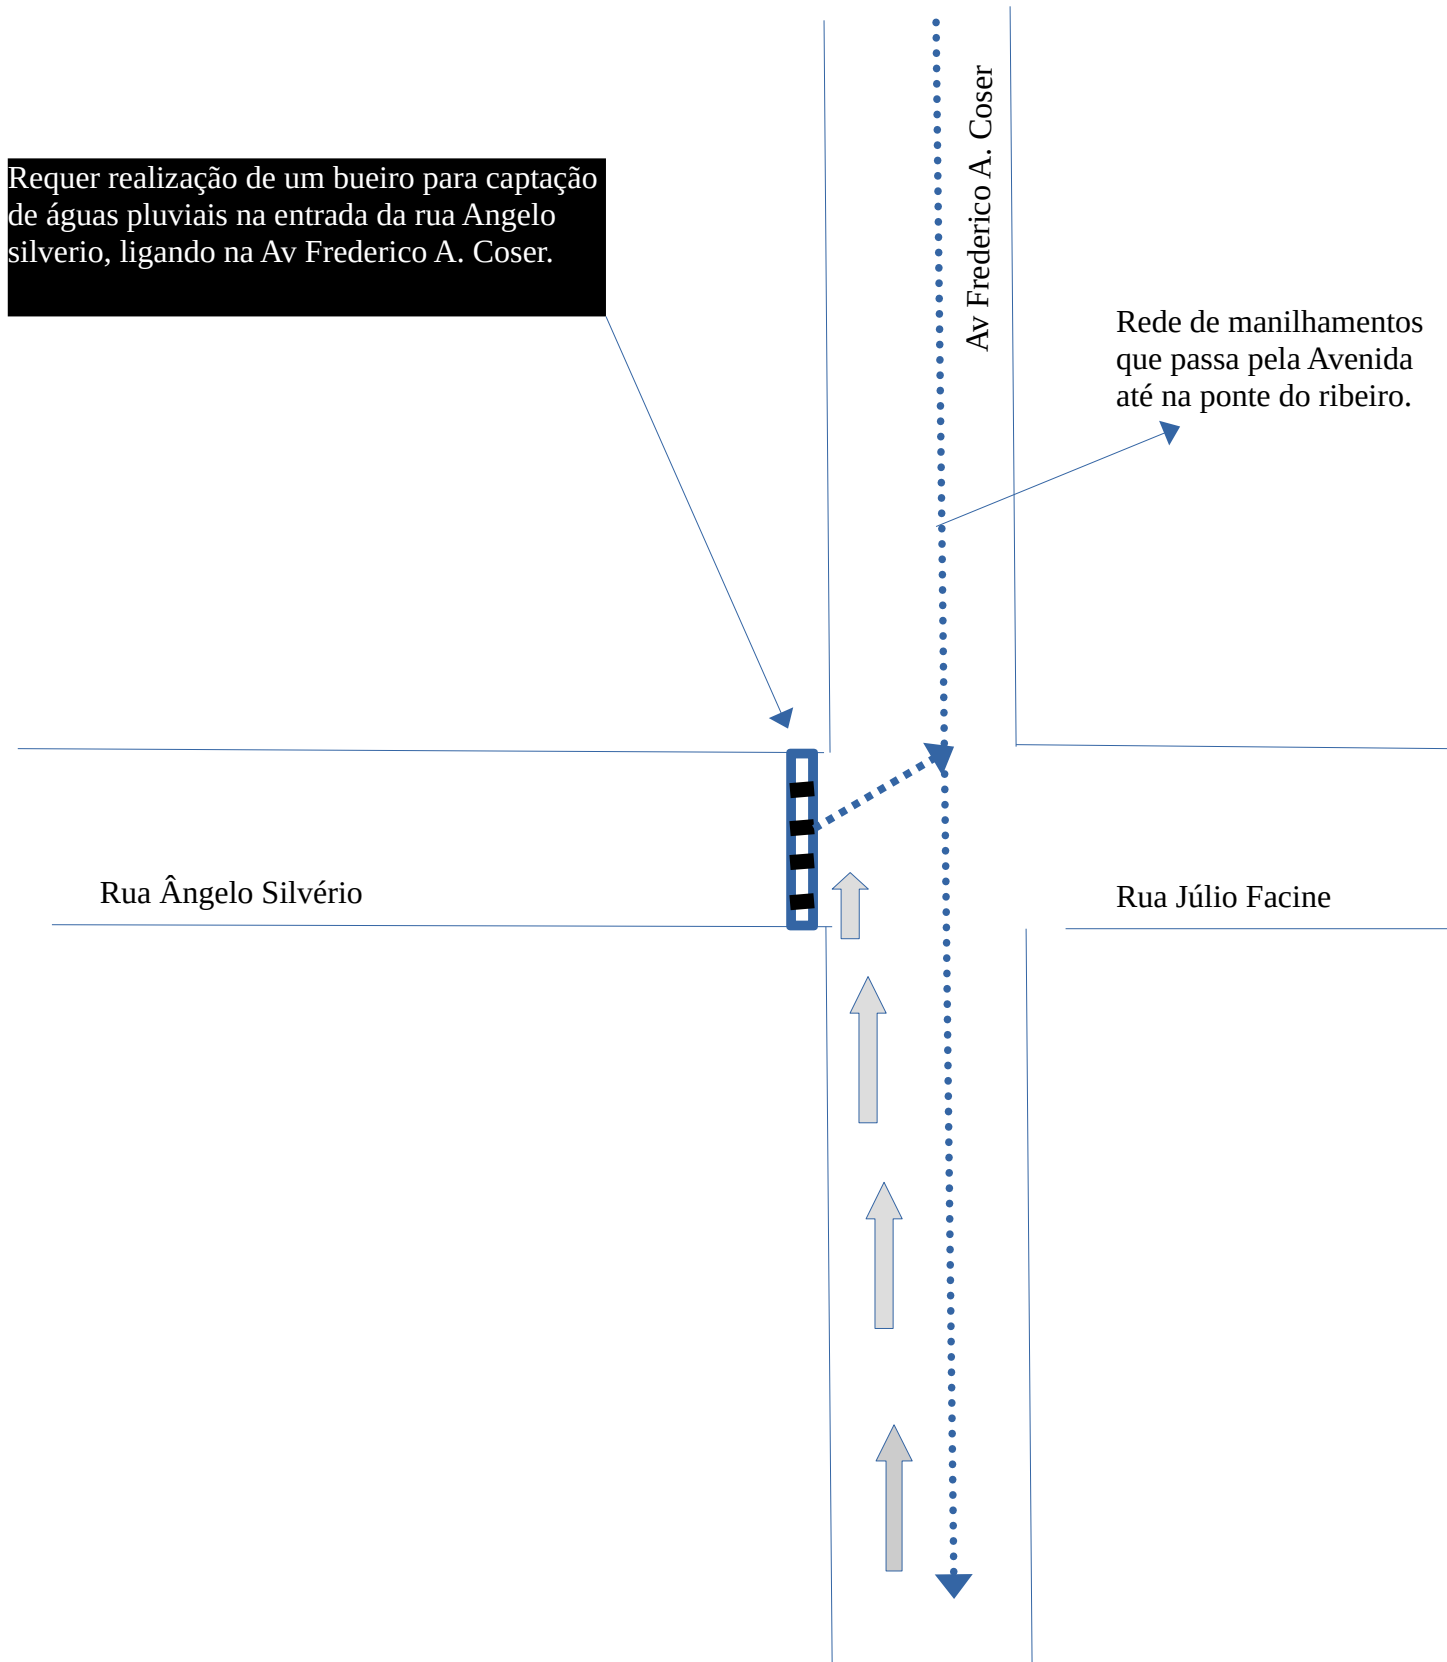 Av Frederico A. Coser
Requer realização de um bueiro para captação
de águas pluviais na entrada da rua Angelo
silverio, ligando na Av Frederico A. Coser.
Rede de manilhamentos
que passa pela Avenida
até na ponte do ribeiro.
Rua Ângelo Silvério
Rua Júlio Facine